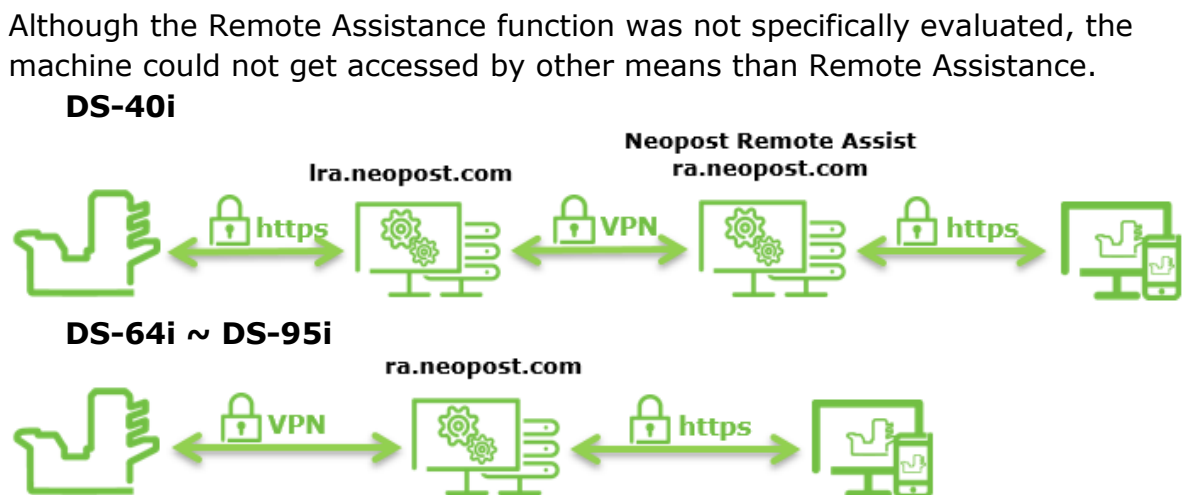 Although the Remote Assistance function was not specifically evaluated, the
machine could not get accessed by other means than Remote Assistance.
DS-40i
Neopost Remote Assist
lra.neopost.com
ra.neopost.com
https
VPN
https
DS-64i ~ DS-95i
ra.neopost.com
VPN
https